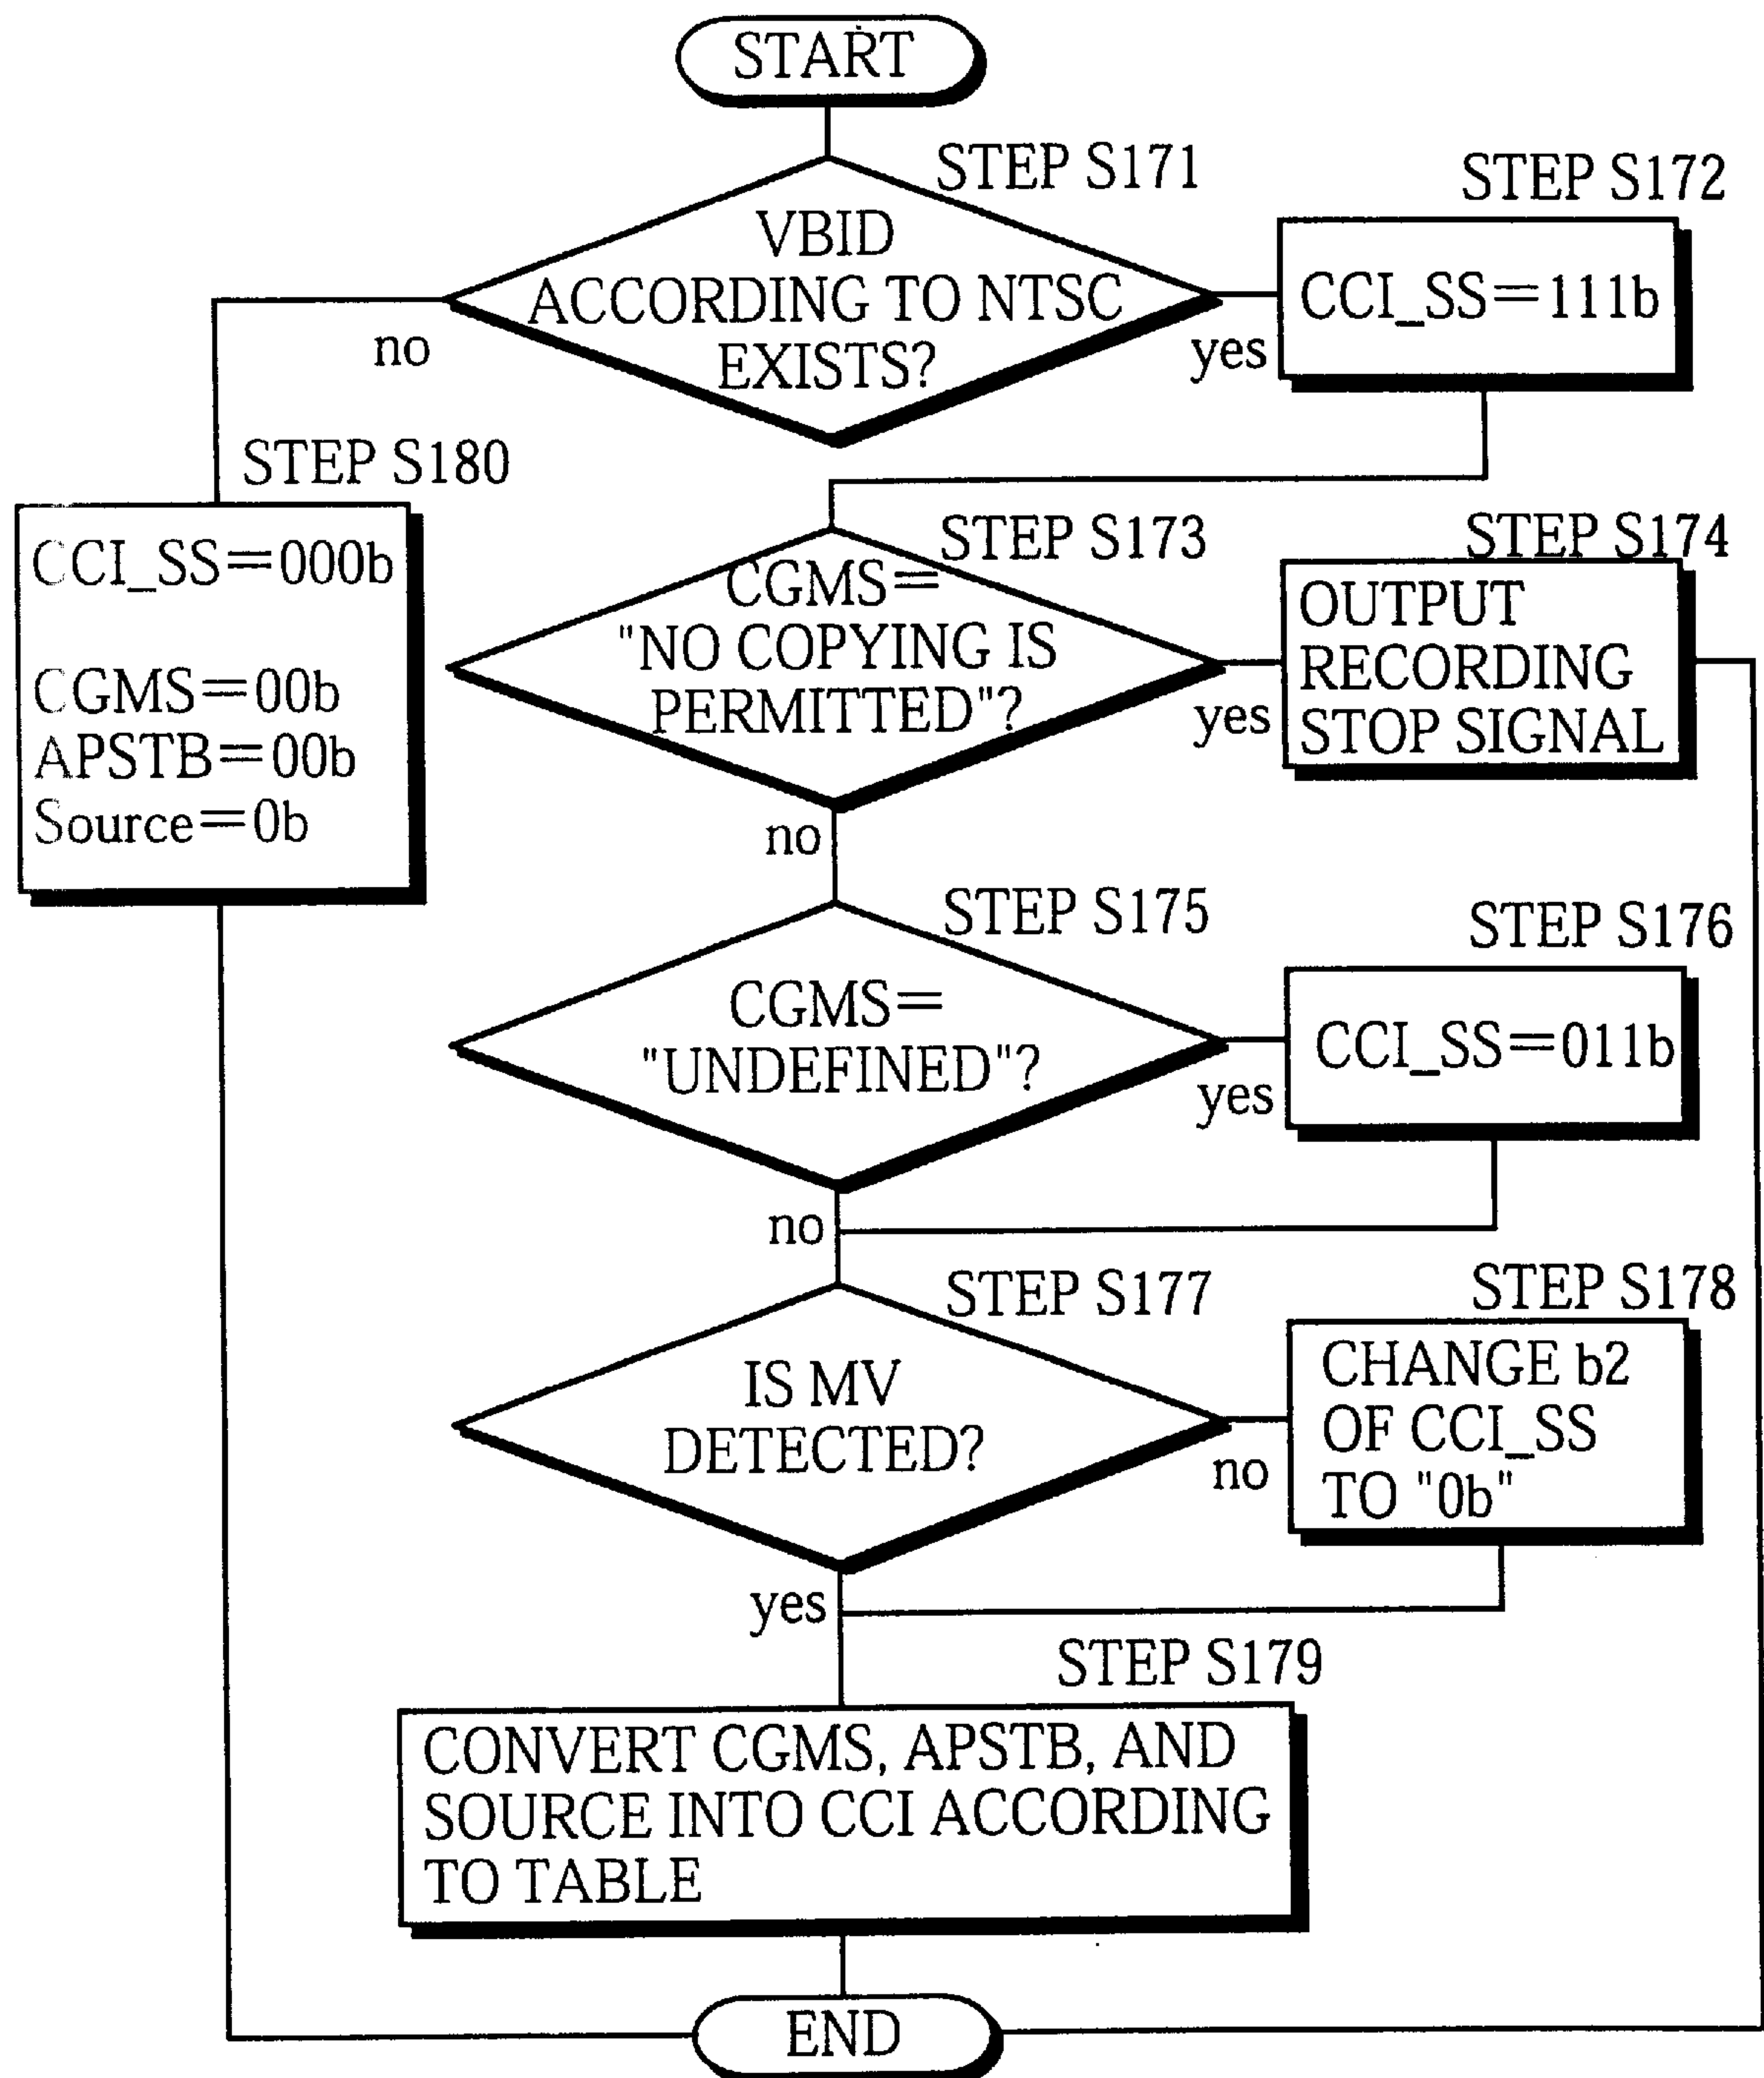 START
STEP S171
VBID
ACCORDING TO NTSC
EXISTS?
no
yes
STEP S172
CCI_SS=111b
STEP S180
CCI_SS=000b
CGMS=00b
APSTB=00b
Source=0b
STEP S173
CGMS=
"NO COPYING IS
PERMITTED"?
yes
no
STEP S174
OUTPUT
RECORDING
STOP SIGNAL
STEP S175
CGMS=
"UNDEFINED"?
yes
no
STEP S176
CCI_SS=011b
STEP S177
IS MV
DETECTED?
no
yes
STEP S178
CHANGE b2
OF CCI_SS
TO "0b"
STEP S179
CONVERT CGMS, APSTB, AND
SOURCE INTO CCI ACCORDING
TO TABLE
END